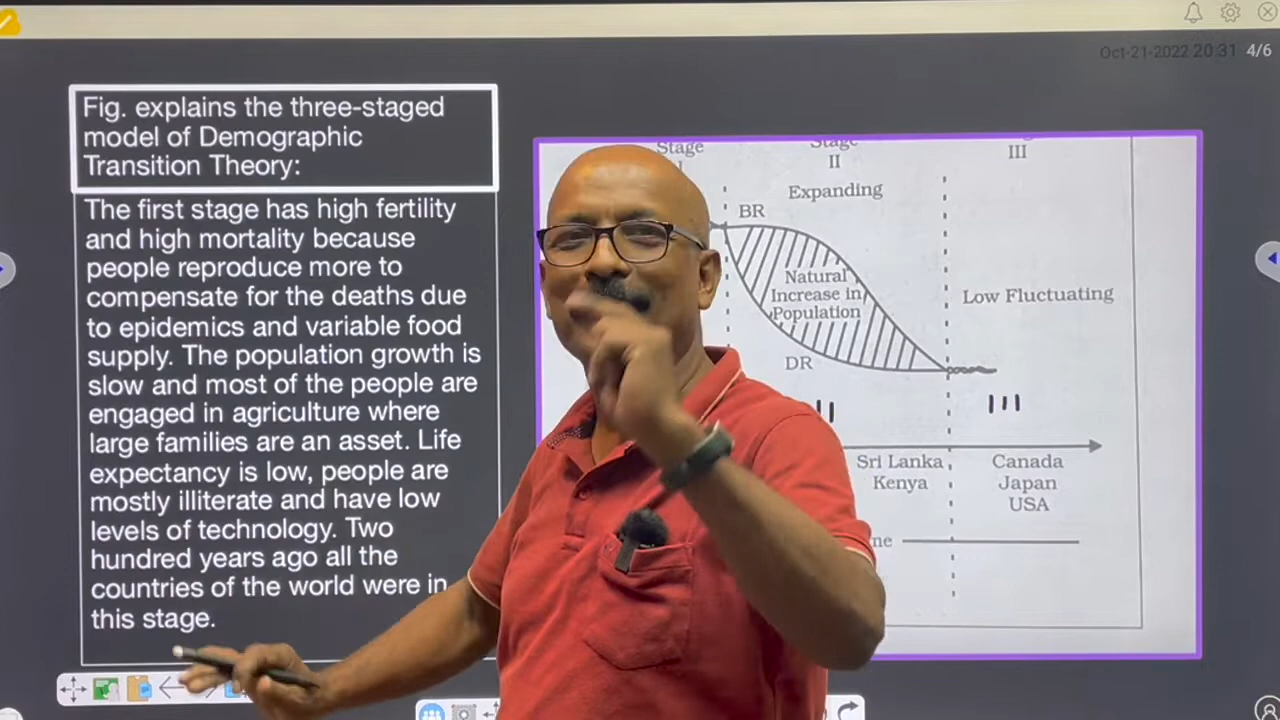 Oct-21-2022 20:31 4/6
Fig. explains the three-staged
model of Demographic
Transition Theory:
The first stage has high fertility
and high mortality because
people reproduce more to
compensate for the deaths due
to epidemics and variable food
supply. The population growth is
slow and most of the people are
engaged in agriculture where
large families are an asset. Life
expectancy is low, people are
mostly illiterate and have low
levels of technology. Two
hundred years ago all the
countries of the world were in
this stage.
Stage
Stage
II
III
Expanding
BR
Natural
Increase in
Population
Low Fluctuating
DR
Sri Lanka
Kenya
Canada
Japan
USA